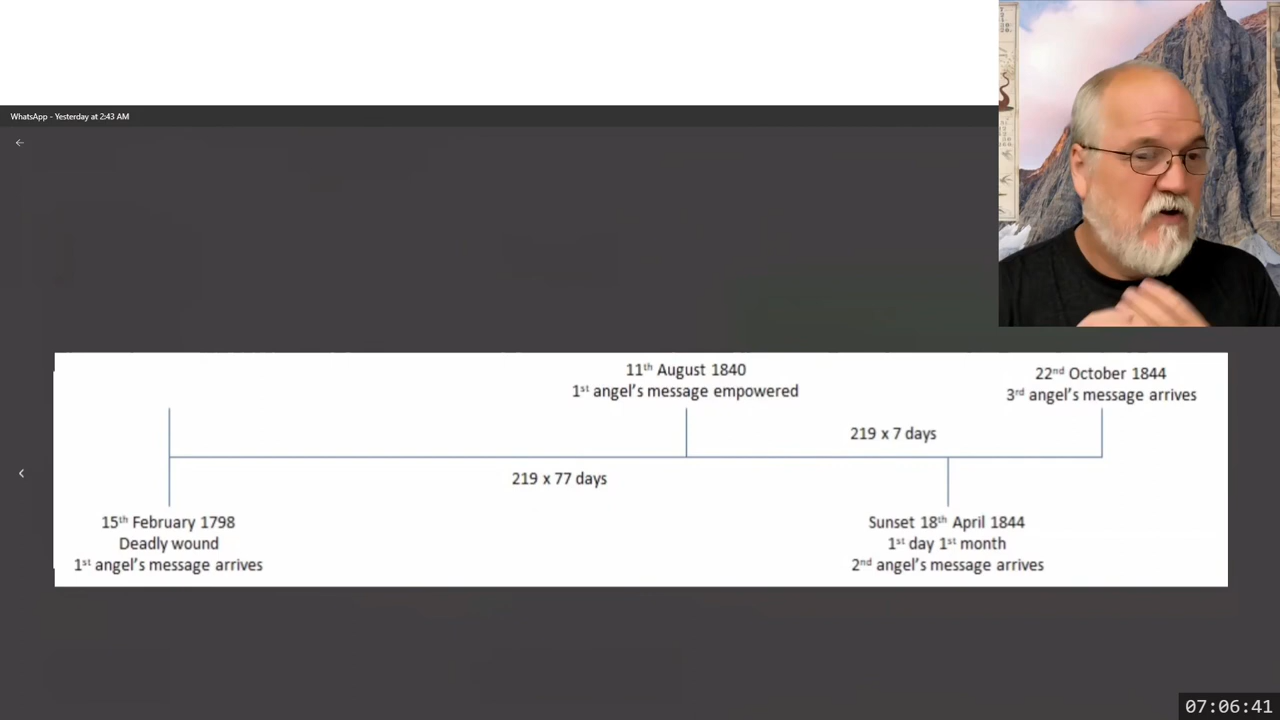 WhatsApp - Yesterday at 2:43 AM
11th August 1840
1st angel's message empowered
22nd October 1844
3rd angel's message arrives
219 x 7 days
219 x 77 days
15th February 1798
Deadly wound
1st angel's message arrives
Sunset 18th April 1844
1st day 1st month
2nd angel's message arrives
07:06:41